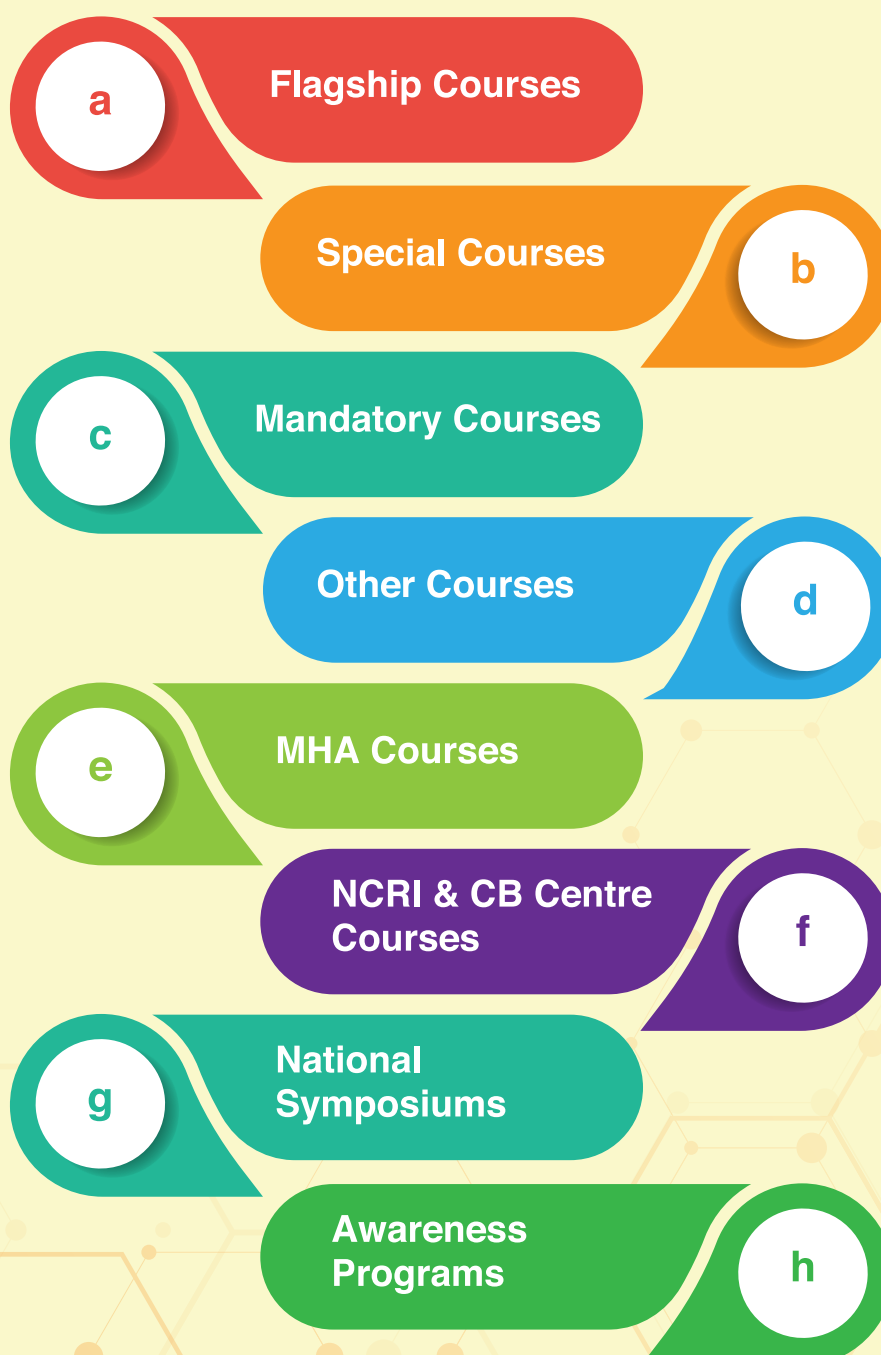 a
Flagship Courses
Special Courses
b
c
Mandatory Courses
Other Courses
d
e
MHA Courses
NCRI & CB Centre
Courses
f
g
National
Symposiums
Awareness
Programs
h